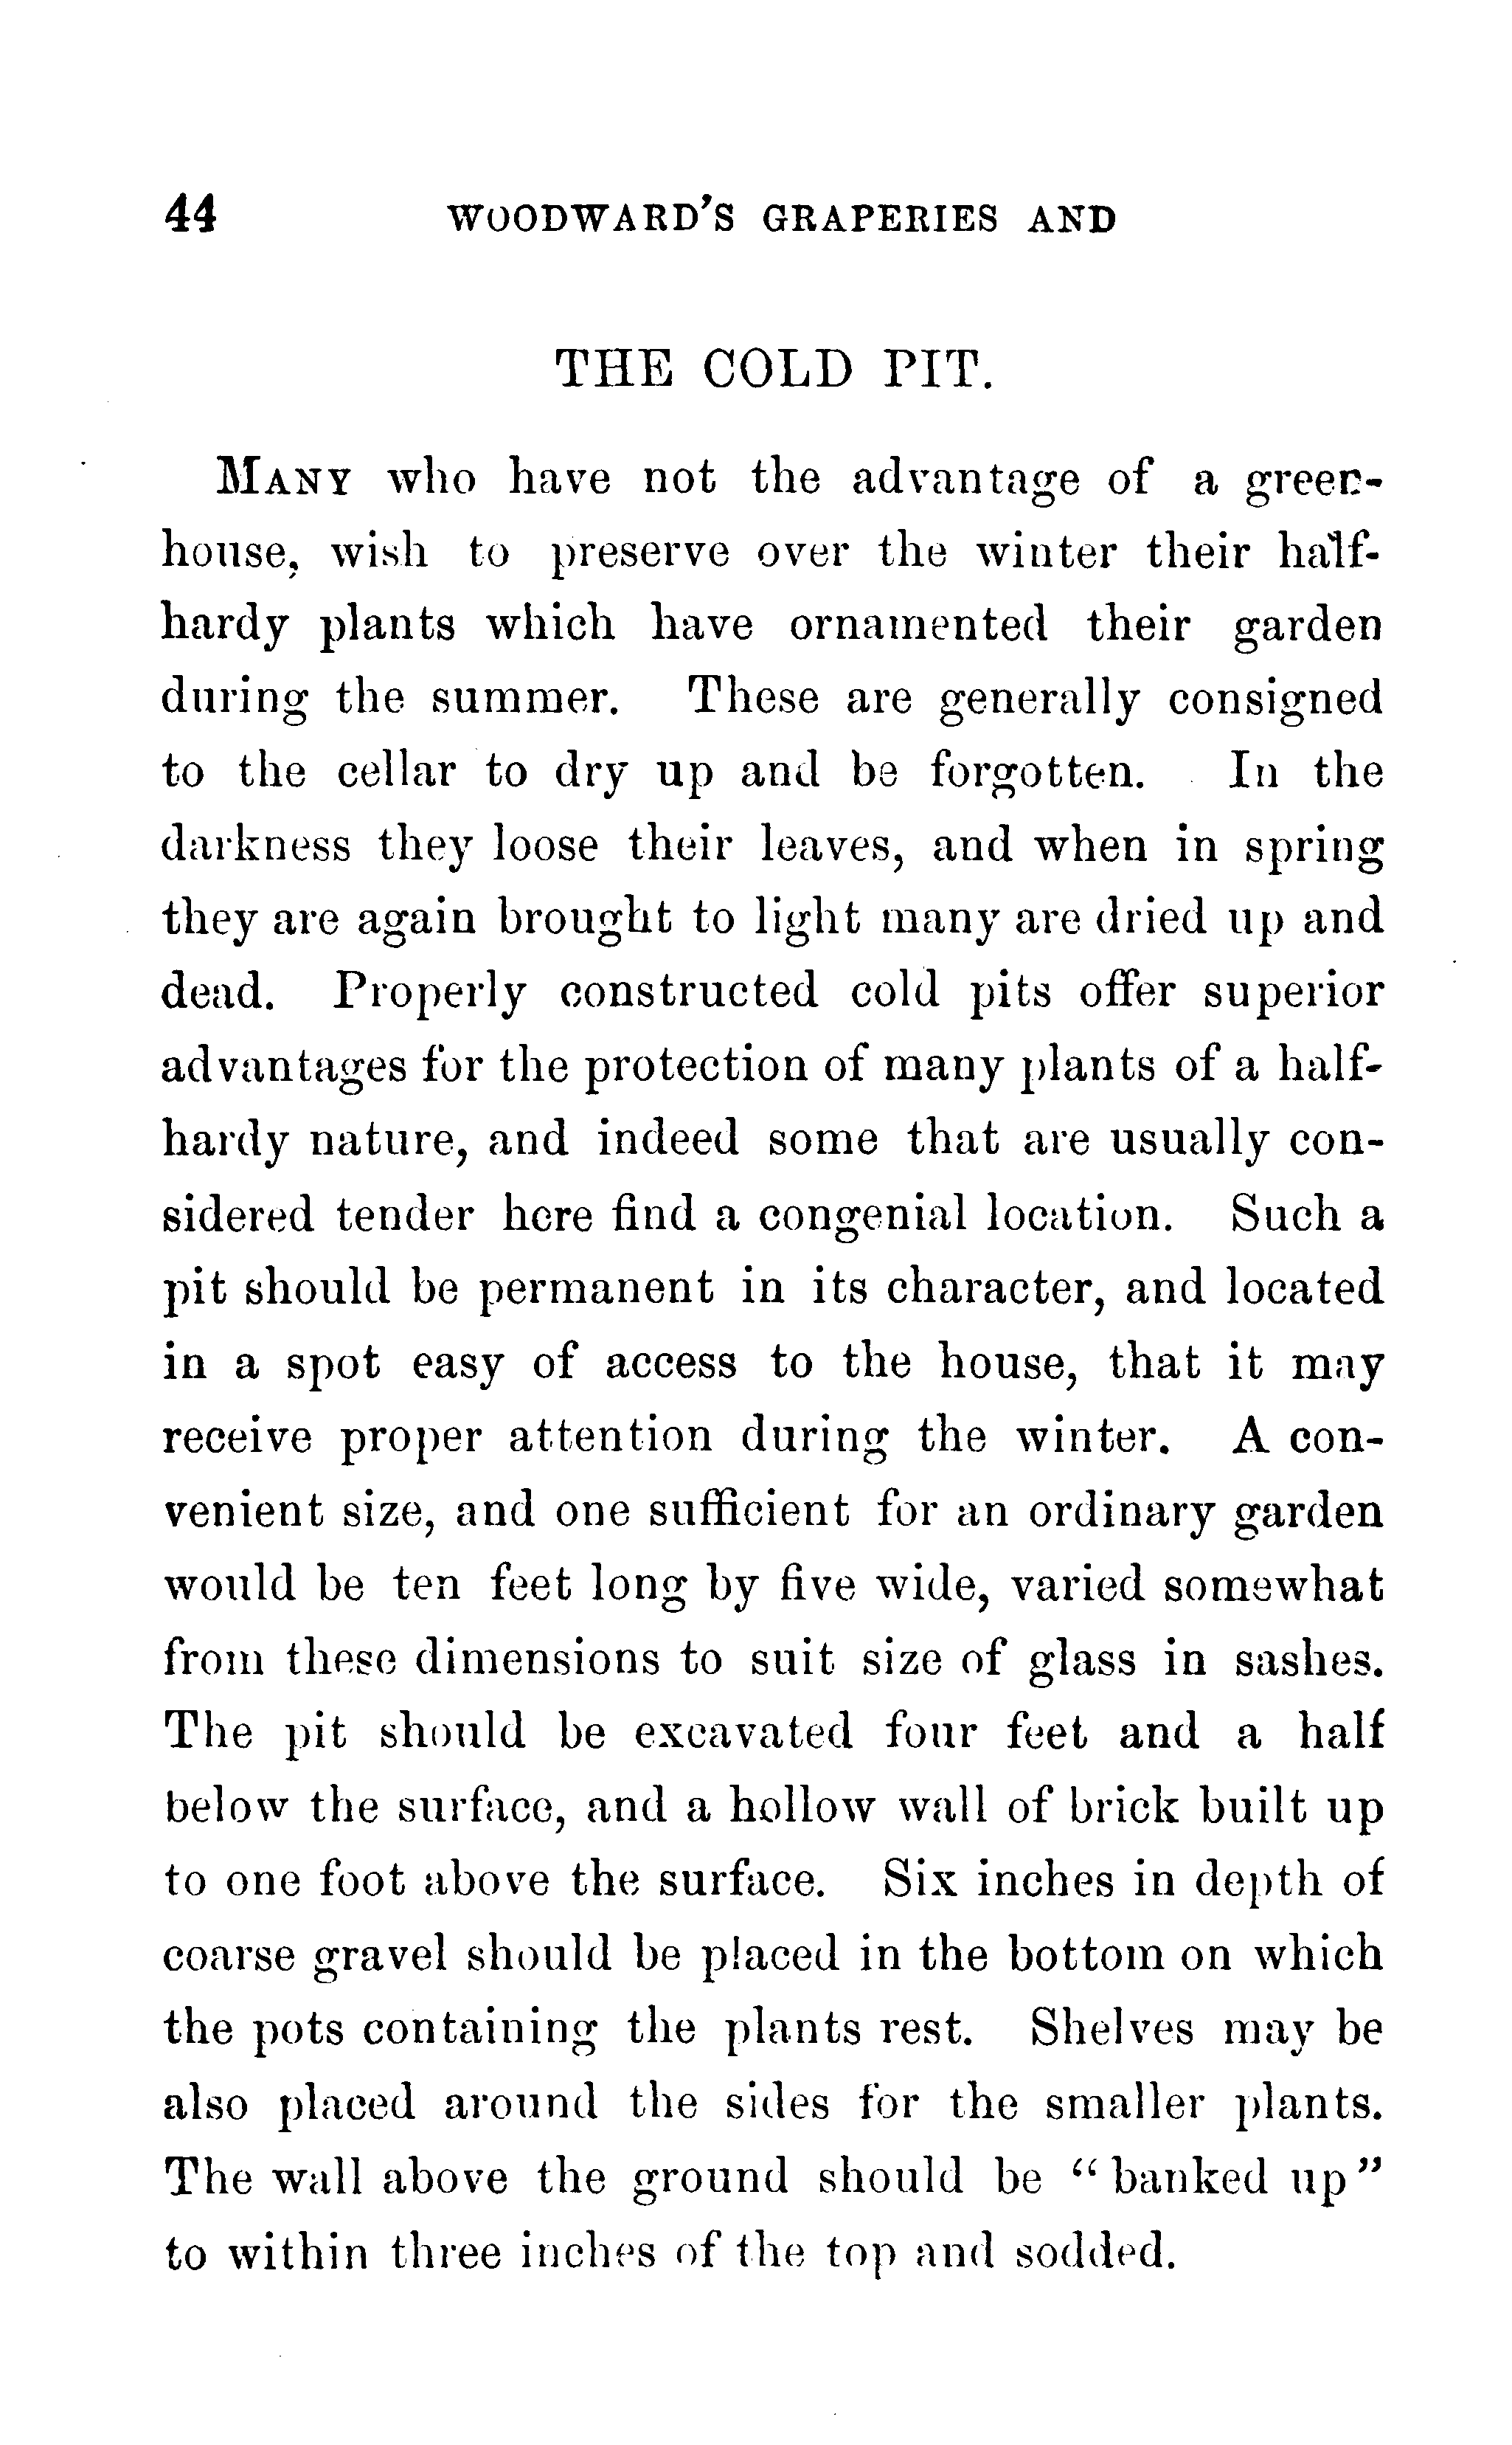 44 WOODWARD'S GRAPERIES AND
THE COLD PIT.
MANY who have not the advantage of a green-
house, wish to preserve over the winter their half-
hardy plants which have ornamented their garden
during the summer. These are generally consigned
to the cellar to dry up and be forgotten. In the
darkness they loose their leaves, and when in spring
they are again brought to light many are dried up and
dead. Properly constructed cold pits offer superior
advantages for the protection of many plants of a half-
hardy nature, and indeed some that are usually con-
sidered tender here find a congenial location. Such a
pit should be permanent in its character, and located
in a spot easy of access to the house, that it may
receive proper attention during the winter. A con-
venient size, and one sufficient for an ordinary garden
would be ten feet long by five wide, varied somewhat
from these dimensions to suit size of glass in sashes.
The pit should be excavated four feet and a half
below the surface, and a hollow wall of brick built up
to one foot above the surface. Six inches in depth of
coarse gravel should be placed in the bottom on which
the pots containing the plants rest. Shelves may be
also placed around the sides for the smaller plants.
The wall above the ground should be "banked up"
to within three inches of the top and sodded.